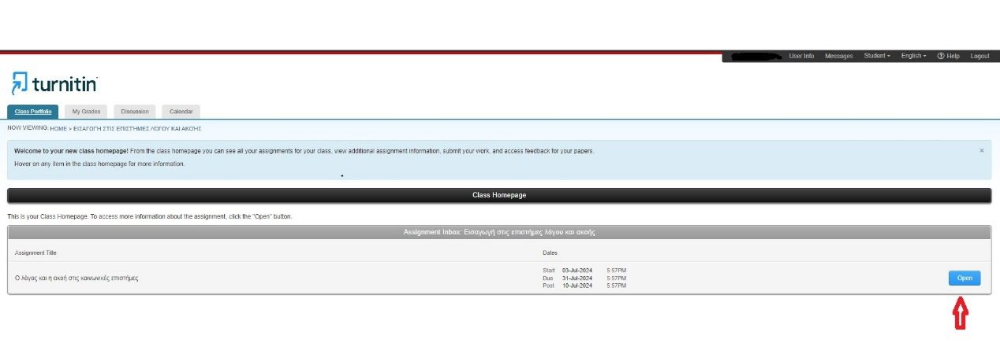 User Info Messages Student English Help Logout
turnitin
Class Portfolio My Grades Discussion Calendar
NOW VIEWING: HOME > ΕΙΣΑΓΩΓΉ ΣΤΙΣ ΕΠΙΣΤΉΜΕΣ ΛΌΓΟΥ ΚΑΙ ΑΚΟΉΣ
Welcome to your new class homepage! From the class homepage you can see all your assignments for your class, view additional assignment information, submit your work, and access feedback for your papers. ×
Hover on any item in the class homepage for more information.
Class Homepage
This is your Class Homepage. To access more information about the assignment, click the "Open" button.
Assignment Inbox: Εισαγωγή στις επιστήμες λόγου και ακοής
Assignment Title Dates
Ο λόγος και η ακοή στις κοινωνικές επιστήμες
Start 03-Jul-2024 5:57PM
Due 31-Jul-2024 5:57PM
Post 10-Jul-2024 5:57PM
Open